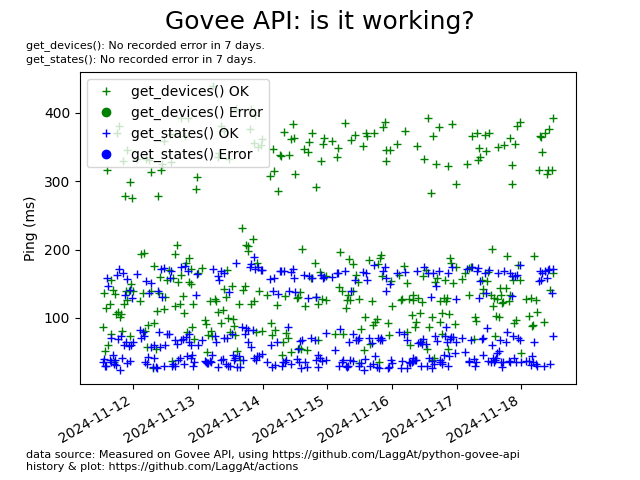 Govee API: is it working?
get_devices(): No recorded error in 7 days.
get_states(): No recorded error in 7 days.
get_devices() OK
get_devices() Error
get_states() OK
get_states() Error
Ping (ms)
400
300
200
100
2024-11-12
2024-11-13
2024-11-14
2024-11-15
2024-11-16
2024-11-17
2024-11-18
data source: Measured on Govee API, using https://github.com/LaggAt/python-govee-api
history & plot: https://github.com/LaggAt/actions